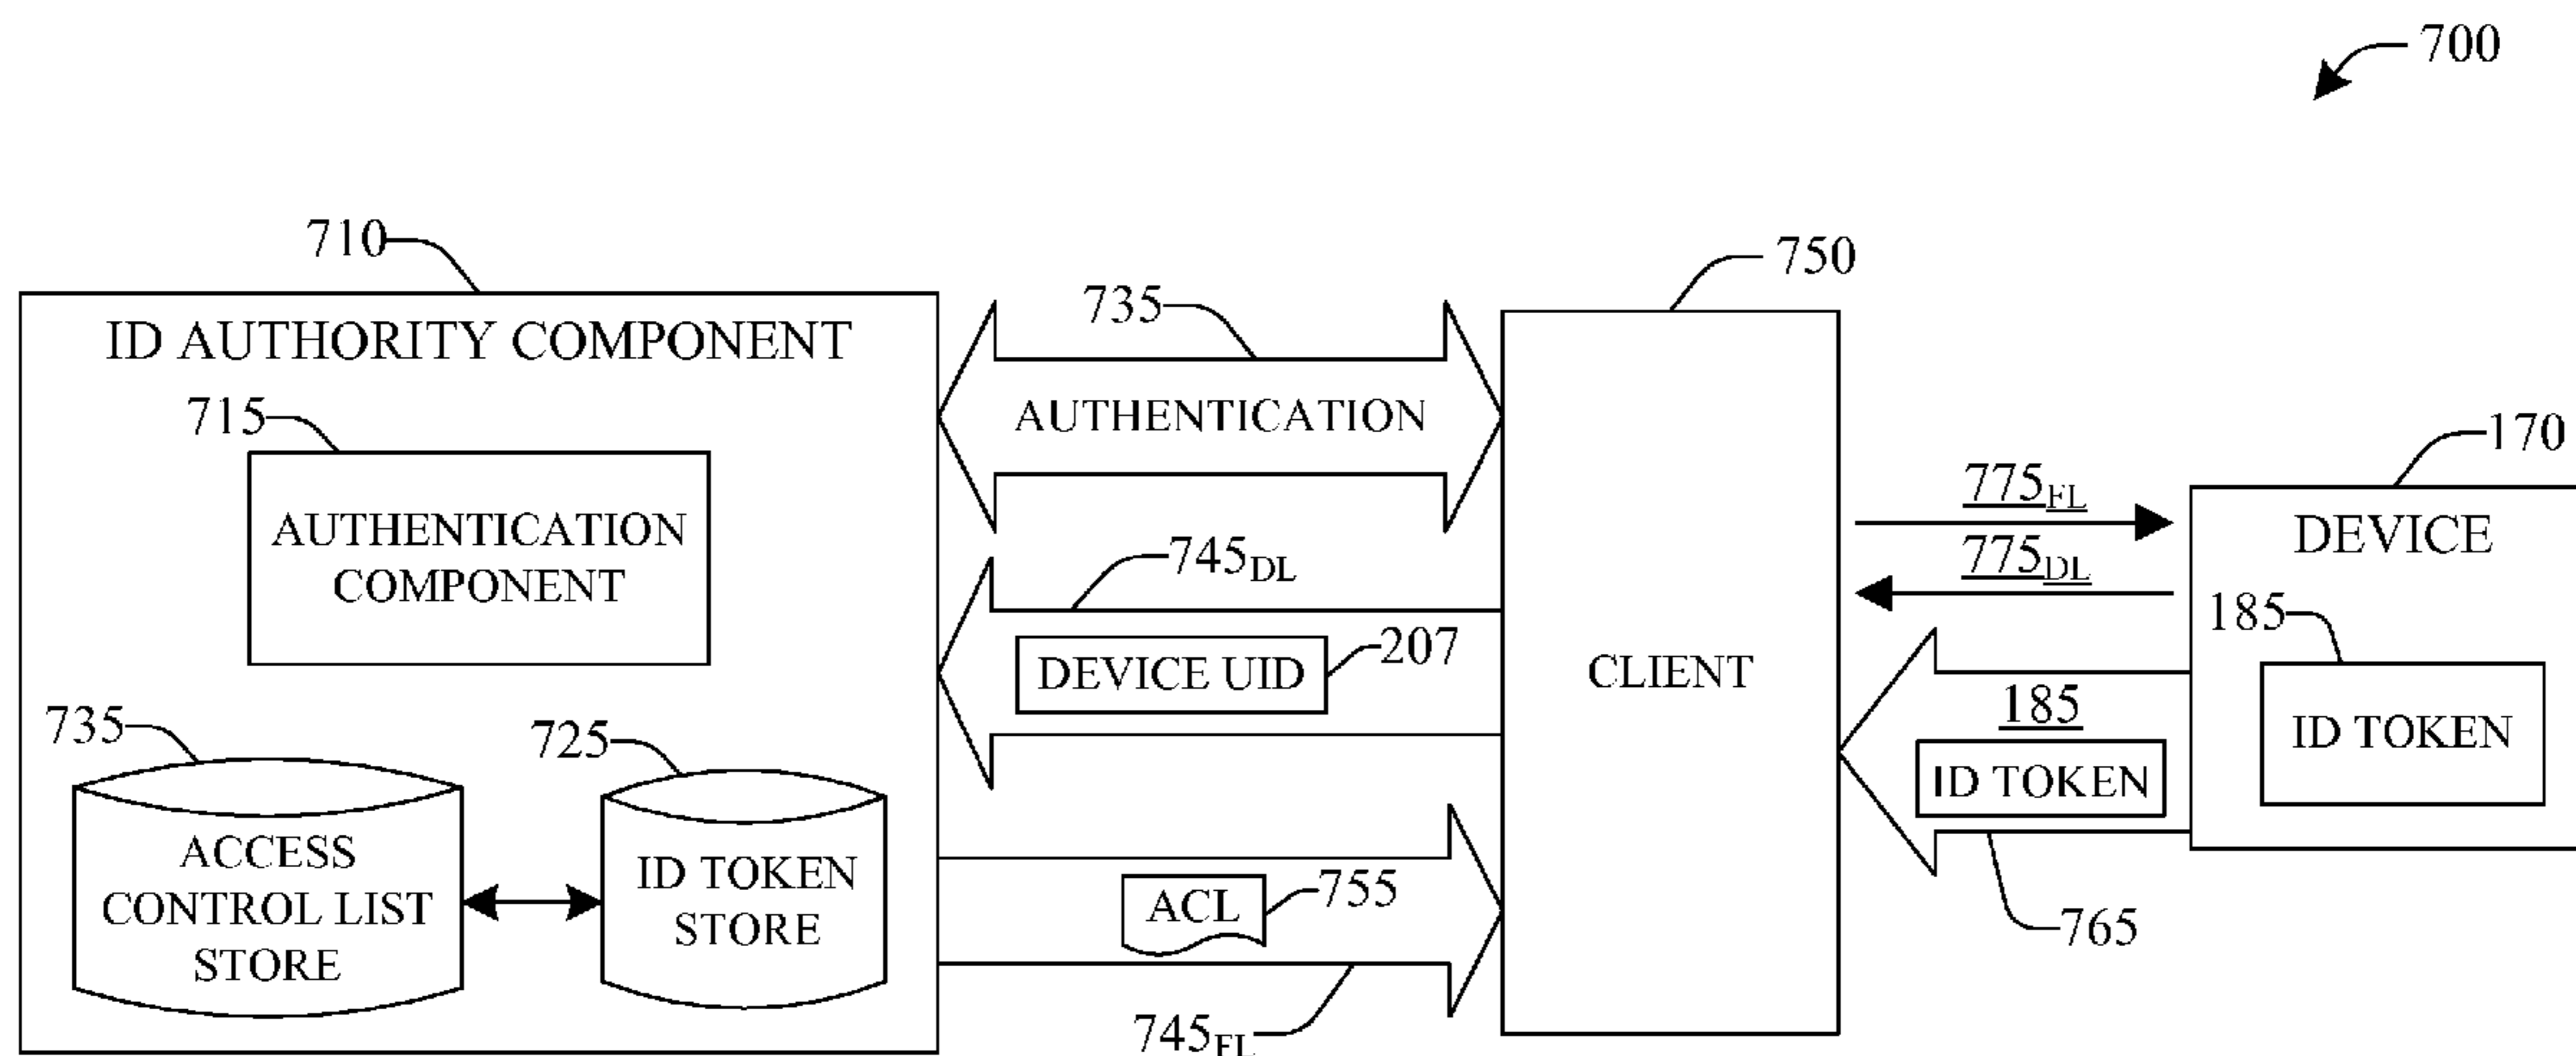 700
710
ID AUTHORITY COMPONENT
715
AUTHENTICATION
COMPONENT
735
ACCESS
CONTROL LIST
STORE
725
ID TOKEN
STORE
735
AUTHENTICATION
745DL
DEVICE UID
207
ACL
755
745FL
750
CLIENT
775FL
775DL
185
ID TOKEN
765
170
DEVICE
185
ID TOKEN